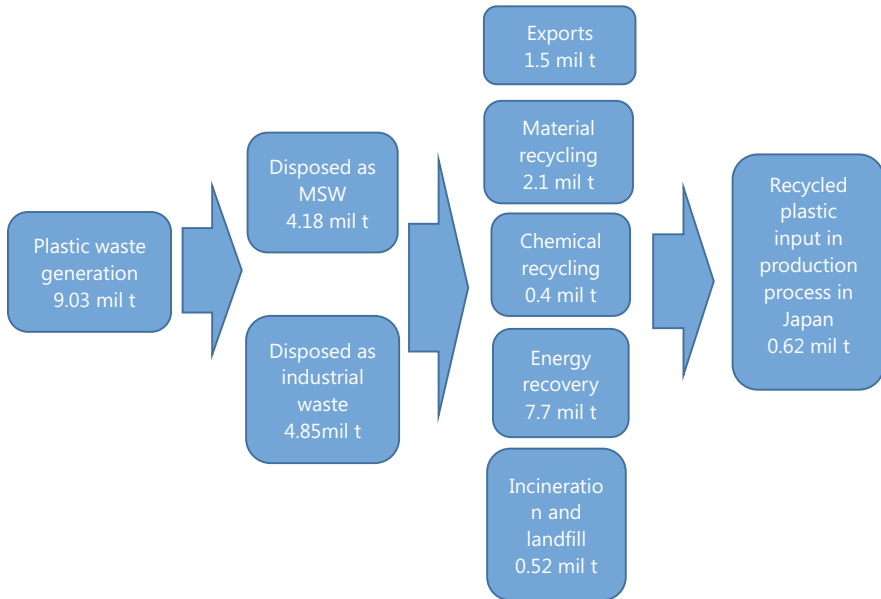 Plastic waste
generation
9.03 mil t
Disposed as
MSW
4.18 mil t
Disposed as
industrial
waste
4.85mil t
Exports
1.5 mil t
Material
recycling
2.1 mil t
Chemical
recycling
0.4 mil t
Energy
recovery
7.7 mil t
Incineratio
n and
landfill
0.52 mil t
Recycled
plastic
input in
production
process in
Japan
0.62 mil t